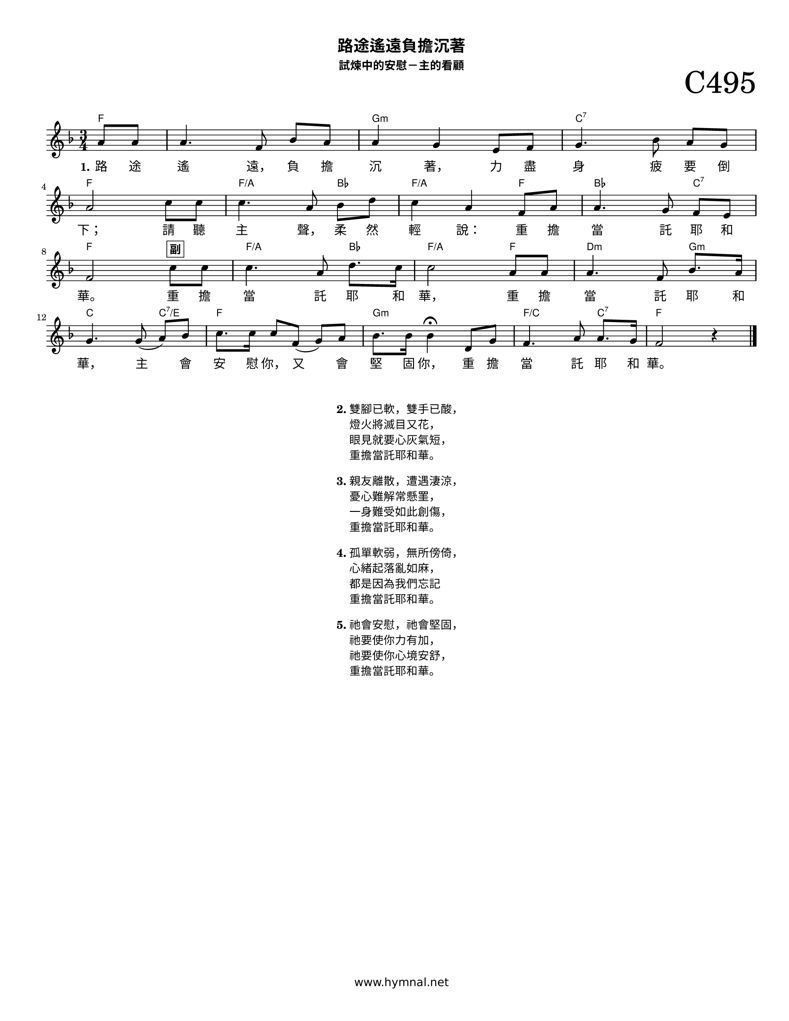 路途遙遠負擔沉著
試煉中的安慰－主的看顧
C495
F Gm C7
3
4
1. 路 途 遙 遠， 負 擔 沉 著， 力 盡 身 疲 要 倒
4 F F/A B♭ F/A F B♭ C7
下； 請 聽 主 聲， 柔 然 輕 說： 重 擔 當 託 耶 和
8 F 副 F/A B♭ F/A F Dm Gm
華。 重 擔 當 託 耶 和 華， 重 擔 當 託 耶 和
12 C C7/E F Gm F/C C7 F
華， 主 會 安 慰你， 又 會 堅 固你， 重 擔 當 託 耶 和 華。
2. 雙腳已軟，雙手已酸，
燈火將滅目又花，
眼見就要心灰氣短，
重擔當託耶和華。
3. 親友離散，遭遇淒涼，
憂心難解常懸罣，
一身難受如此創傷，
重擔當託耶和華。
4. 孤單軟弱，無所傍倚，
心緒起落亂如麻，
都是因為我們忘記
重擔當託耶和華。
5. 祂會安慰，祂會堅固，
祂要使你力有加，
祂要使你心境安舒，
重擔當託耶和華。
www.hymnal.net